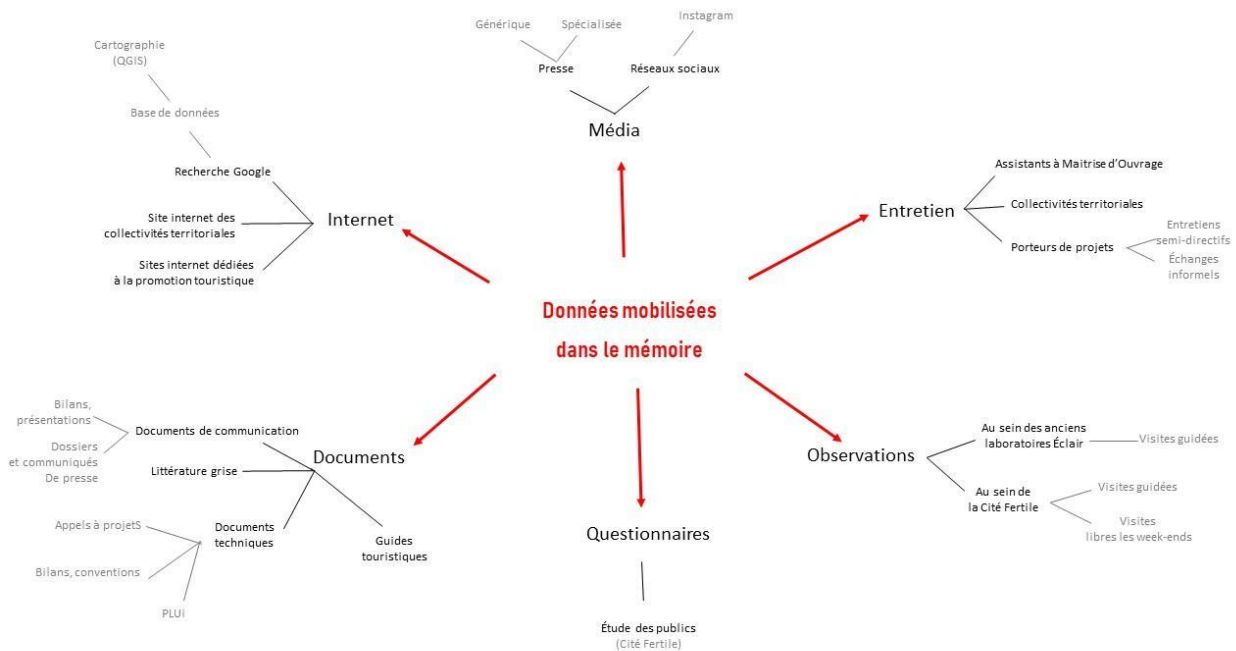 Données mobilisées
dans le mémoire
Média
Presse
Générique
Spécialisée
Réseaux sociaux
Instagram
Entretien
Assistants à Maitrise d’Ouvrage
Collectivités territoriales
Porteurs de projets
Entretiens
semi-directifs
Échanges
informels
Observations
Au sein des anciens
laboratoires Éclair
Visites guidées
Au sein de
la Cité Fertile
Visites guidées
Visites
libres les week-ends
Questionnaires
Étude des publics
(Cité Fertile)
Documents
Documents de communication
Bilans,
présentations
Dossiers
et communiqués
De presse
Littérature grise
Documents
techniques
Appels à projetS
Bilans, conventions
PLUi
Guides
touristiques
Internet
Recherche Google
Base de données
Cartographie
(QGIS)
Site internet des
collectivités territoriales
Sites internet dédiées
à la promotion touristique